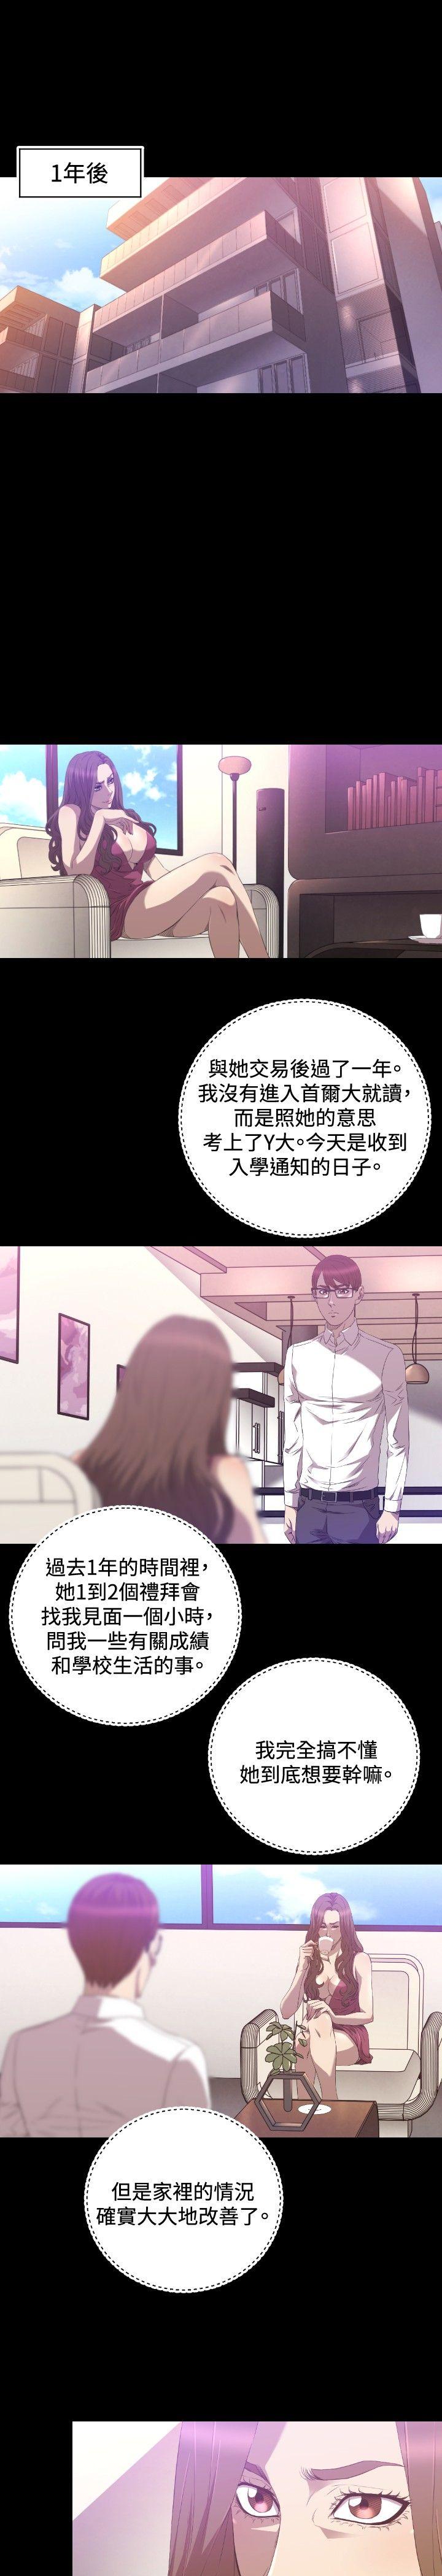 1年後
與她交易後過了一年。
我沒有進入首爾大就讀，
而是照她的意思
考上了Y大。今天是收到
入學通知的日子。
過去1年的時間裡，
她1到2個禮拜會
找我見面一個小時，
問我一些有關成績
和學校生活的事。
我完全搞不懂
她到底想要幹嘛。
但是家裡的情況
確實大大地改善了。